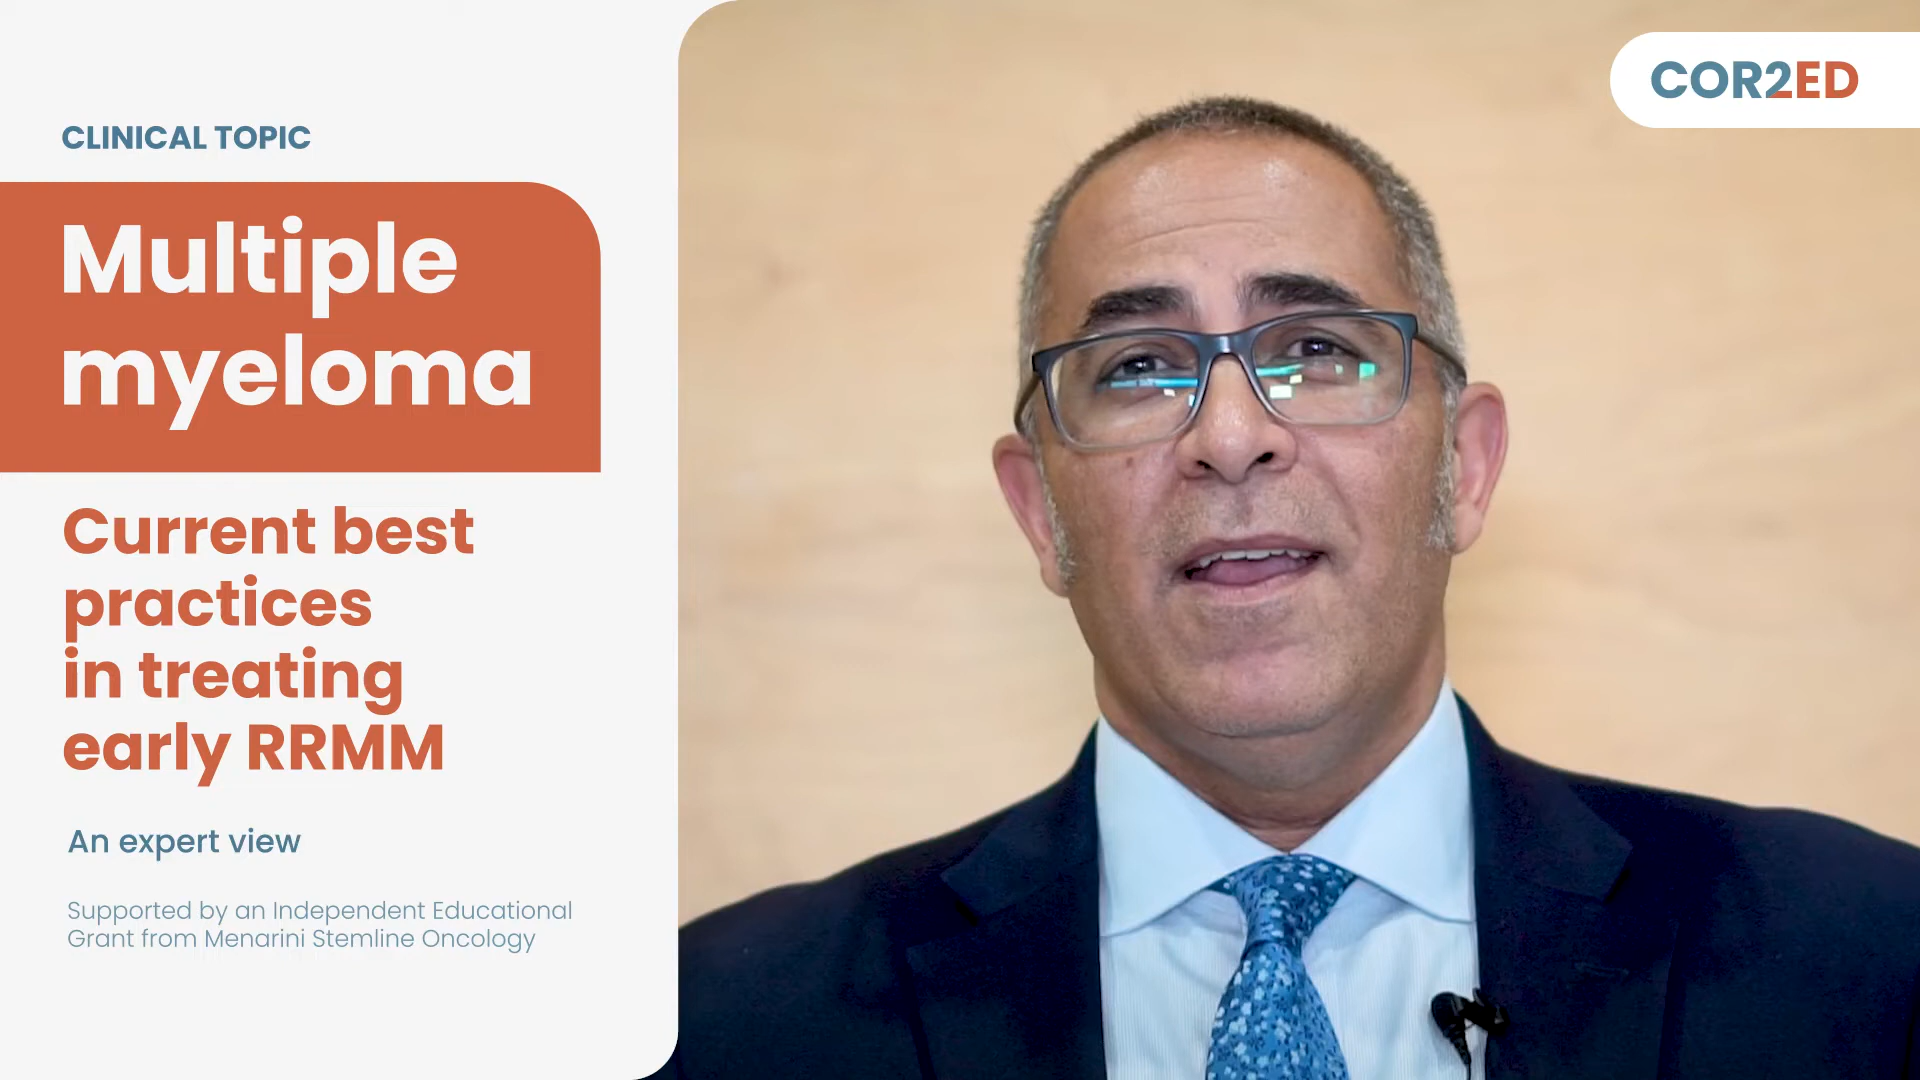 CLINICAL TOPIC
Multiple
myeloma
Current best
practices
in treating
early RRMM
An expert view
Supported by an Independent Educational
Grant from Menarini Stemline Oncology
COR2ED